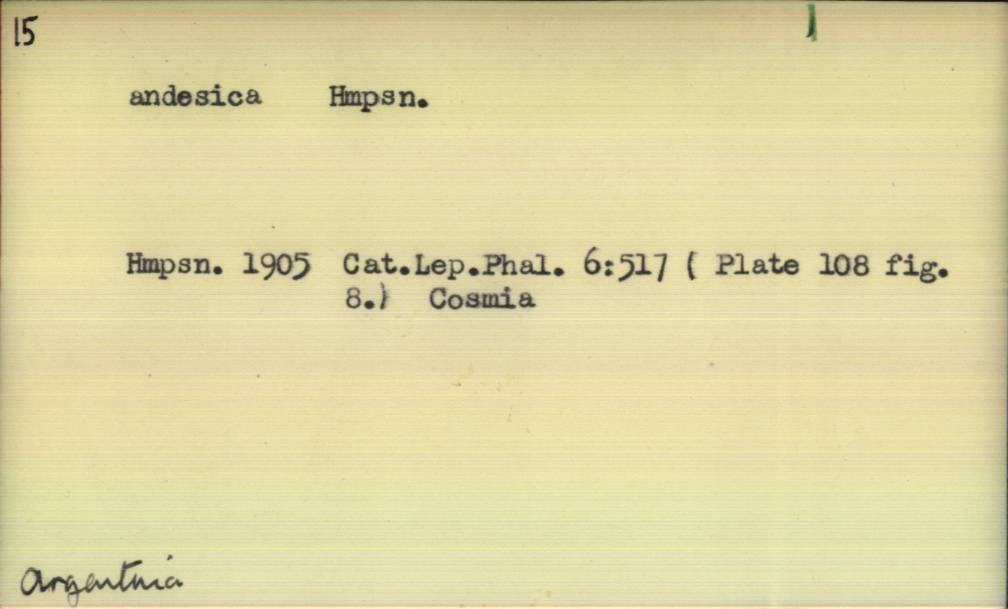 15
andesica Hmpsn.
Hmpsn. 1905 Cat.Lep.Phal. 6:517 ( Plate 108 fig.
8.) Cosmia
Argentina